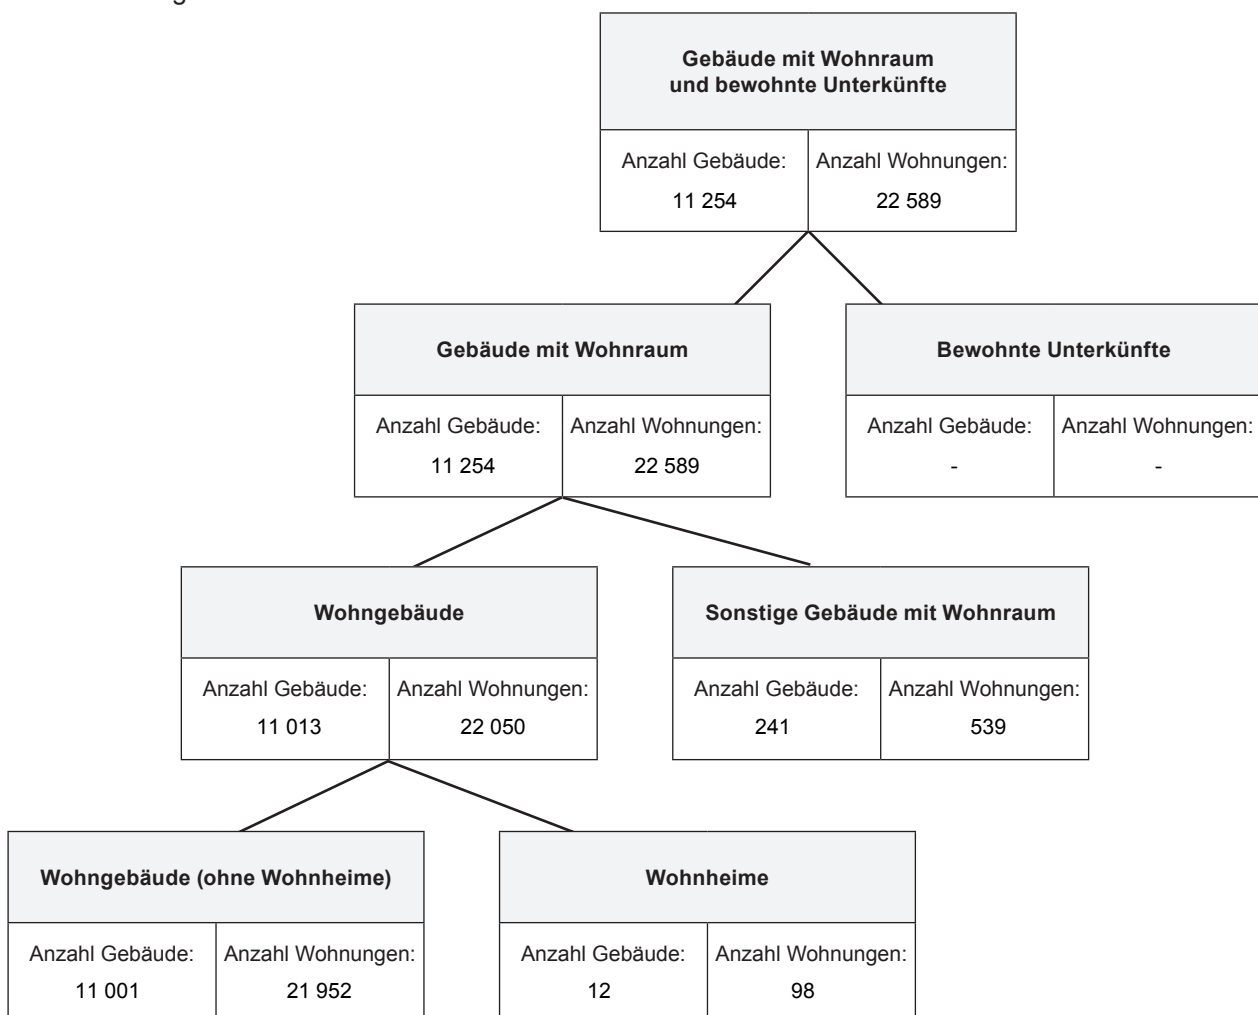 Gebäude mit Wohnraum
und bewohnte Unterkünfte
Anzahl Gebäude: Anzahl Wohnungen:
11 254 22 589
Gebäude mit Wohnraum Bewohnte Unterkünfte
Anzahl Gebäude: Anzahl Wohnungen: Anzahl Gebäude: Anzahl Wohnungen:
11 254 22 589 - -
Wohngebäude Sonstige Gebäude mit Wohnraum
Anzahl Gebäude: Anzahl Wohnungen: Anzahl Gebäude: Anzahl Wohnungen:
11 013 22 050 241 539
Wohngebäude (ohne Wohnheime) Wohnheime
Anzahl Gebäude: Anzahl Wohnungen: Anzahl Gebäude: Anzahl Wohnungen:
11 001 21 952 12 98